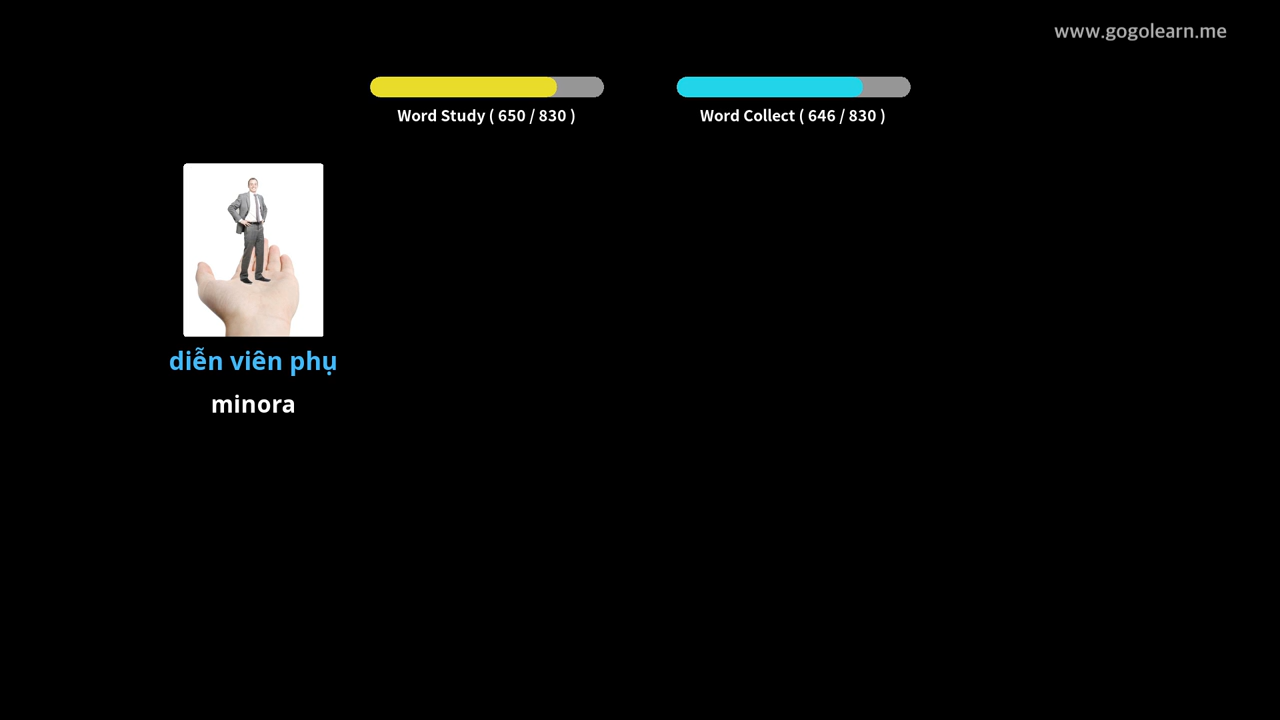 www.gogolearn.me
Word Study ( 650 / 830 )
Word Collect ( 646 / 830 )
diễn viên phụ
minora